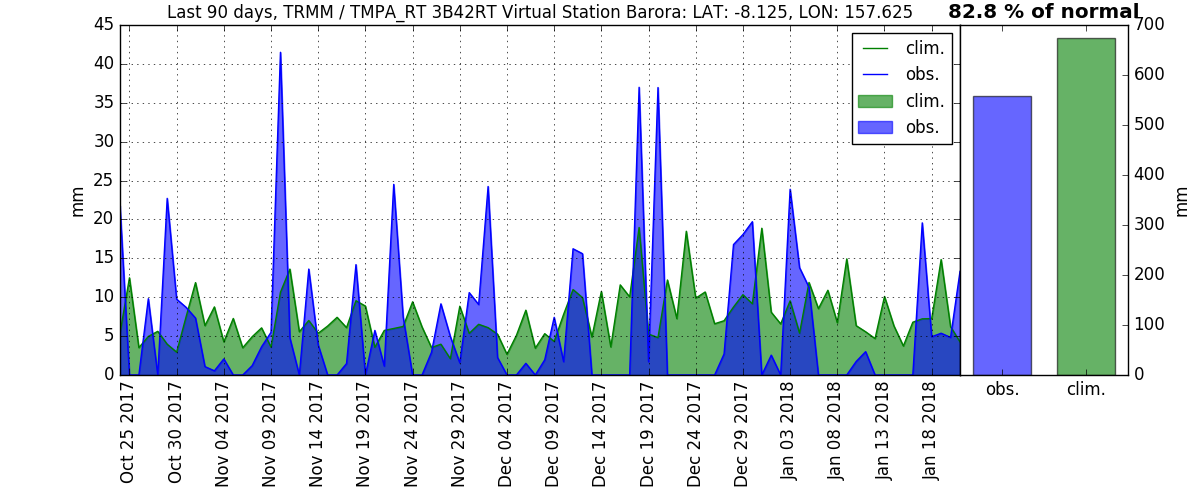 Last 90 days, TRMM / TMPA_RT 3B42RT Virtual Station Barora: LAT: -8.125, LON: 157.625
82.8 % of normal
45
40
35
30
25
20
15
10
5
0
mm
clim.
obs.
clim.
obs.
Oct 25 2017
Oct 30 2017
Nov 04 2017
Nov 09 2017
Nov 14 2017
Nov 19 2017
Nov 24 2017
Nov 29 2017
Dec 04 2017
Dec 09 2017
Dec 14 2017
Dec 19 2017
Dec 24 2017
Dec 29 2017
Jan 03 2018
Jan 08 2018
Jan 13 2018
Jan 18 2018
obs.
clim.
700
600
500
400
300
200
100
0
mm